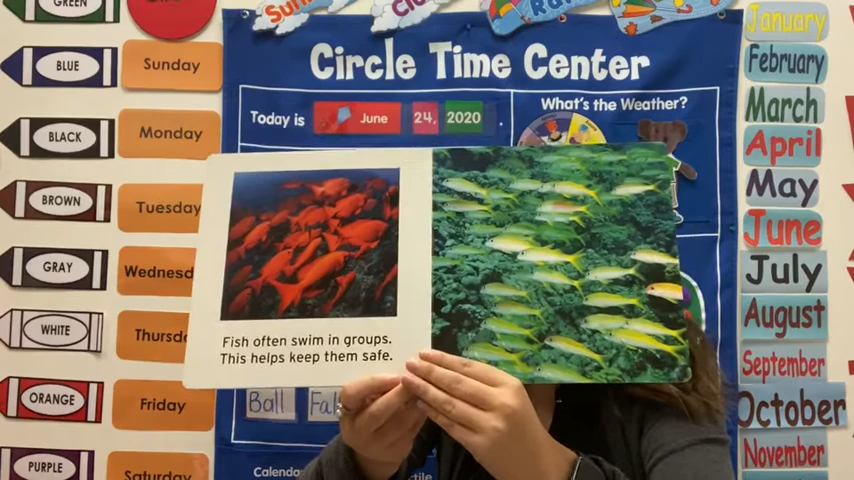 GREEN
BLUE
BLACK
BROWN
GRAY
WHITE
ORANGE
PURPLE
Sunday
Monday
Tuesday
Wednesd
Thursd
Friday
Saturday
Circle Time Center
Today is June 24, 2020
What's the Weather?
Fish often swim in groups.
This helps keep them safe.
Ball
Fal
Calendar
January
February
March
April
May
June
July
August
September
October
November